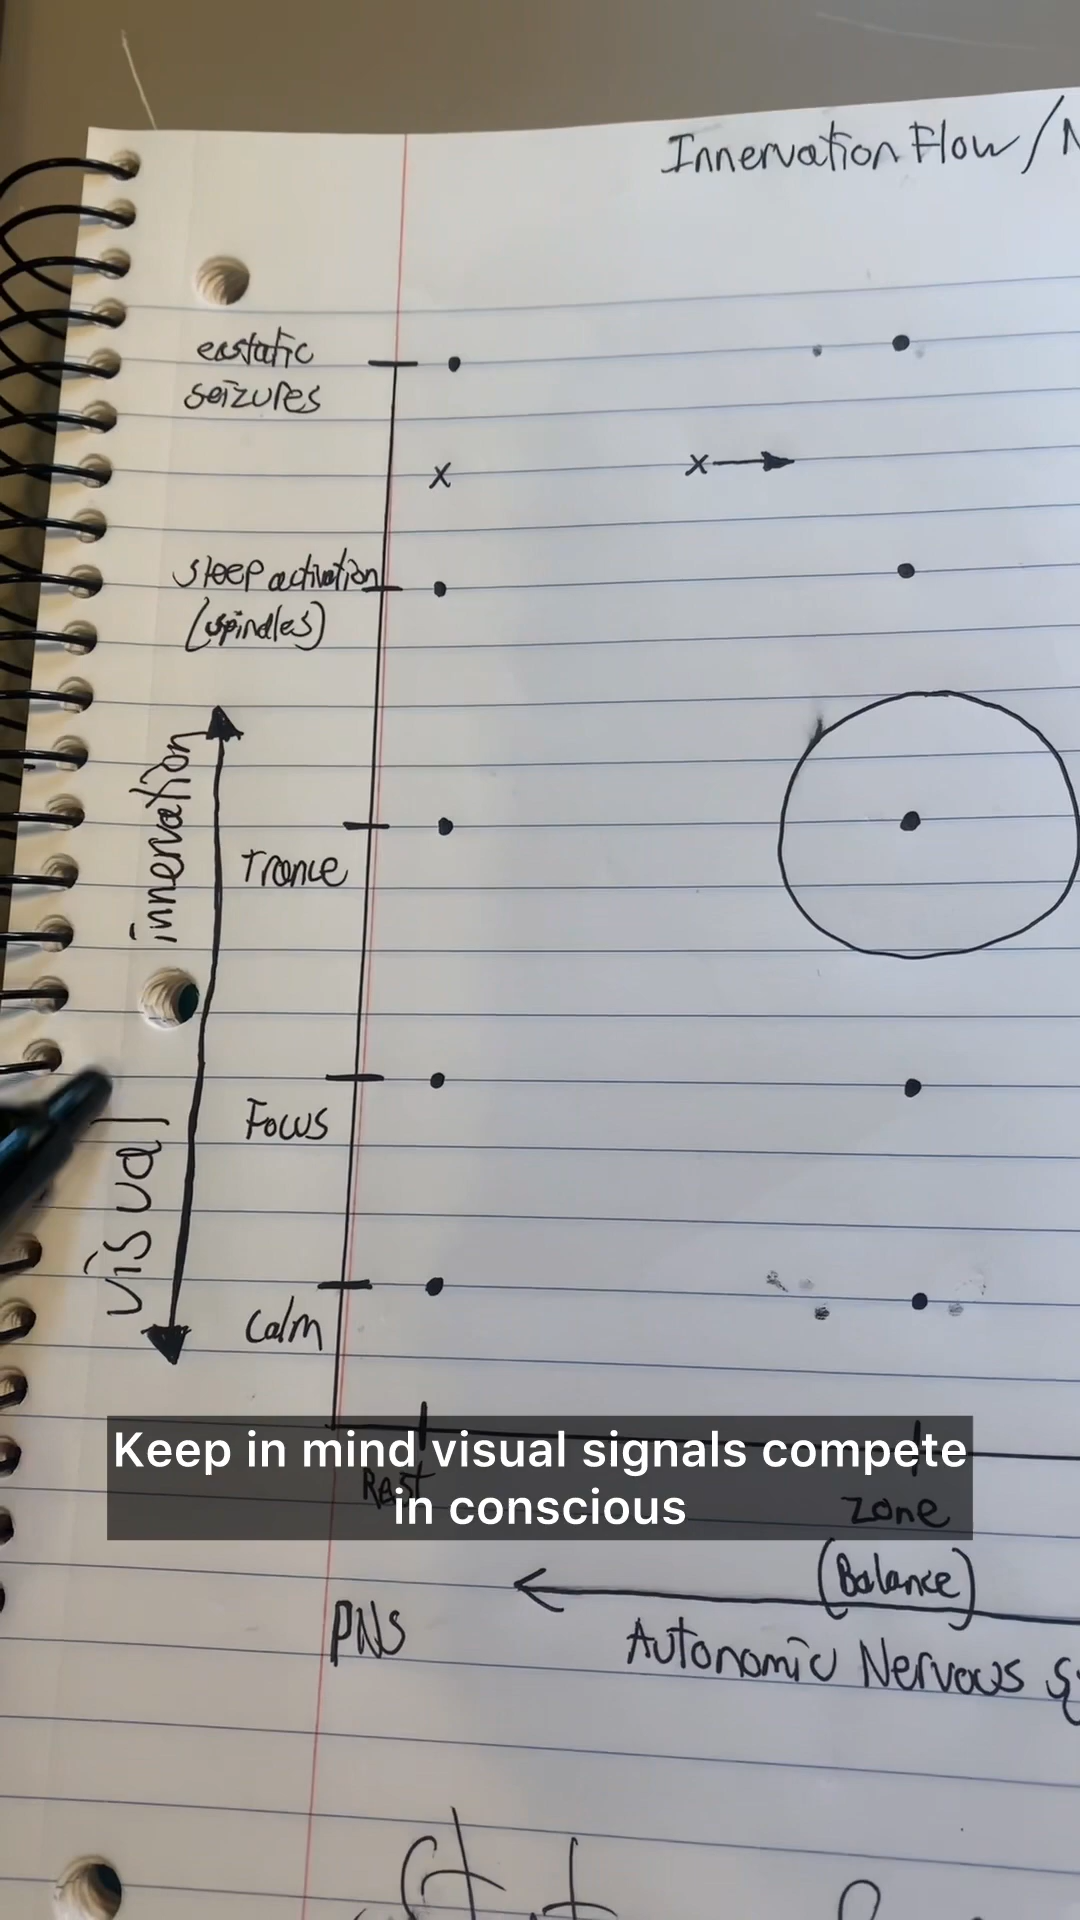 Innervation Flow / N
ecstatic
seizures
x
x
sleep activation
(spindles)
innervation
Trance
Focus
visual
Calm
Keep in mind visual signals compete
in conscious
Rest
zone
(Balance)
PNS
Autonomic Nervous